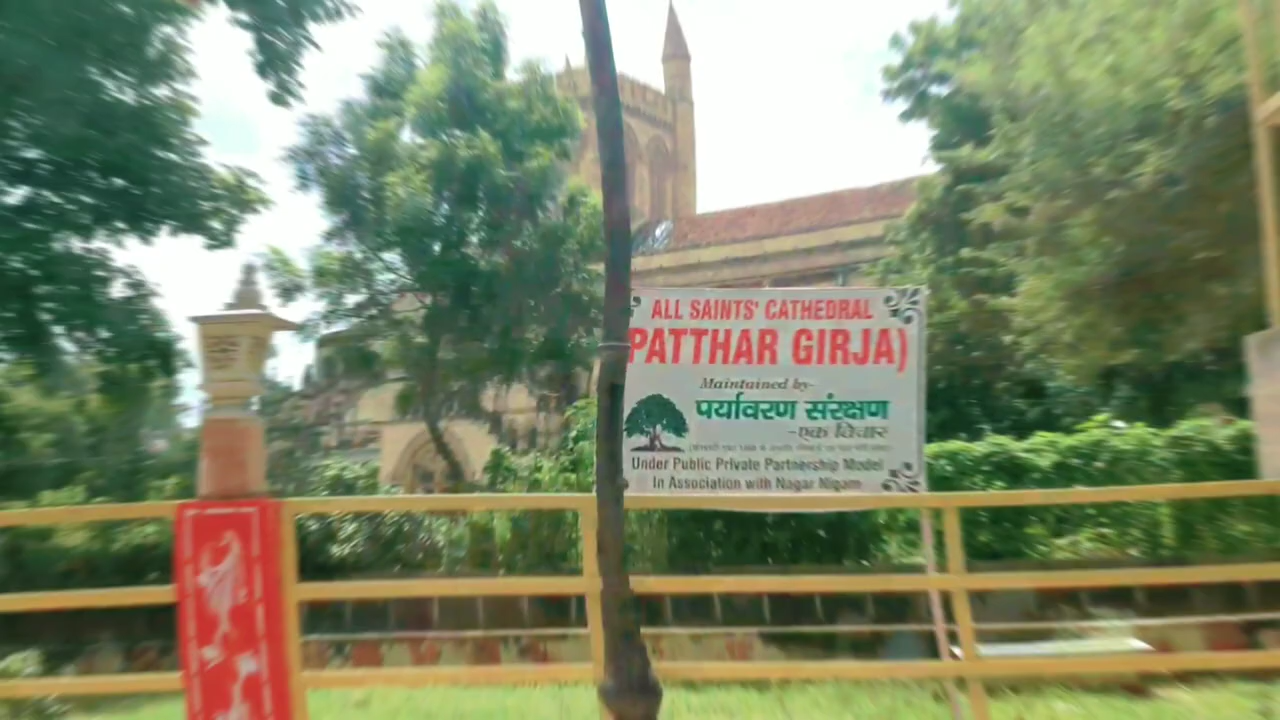 ALL SAINTS' CATHEDRAL
PATTHAR GIRJA)
Maintained by-
पर्यावरण संरक्षण
-एक विचार
Under Public Private Partnership Model
In Association with Nagar Nigam